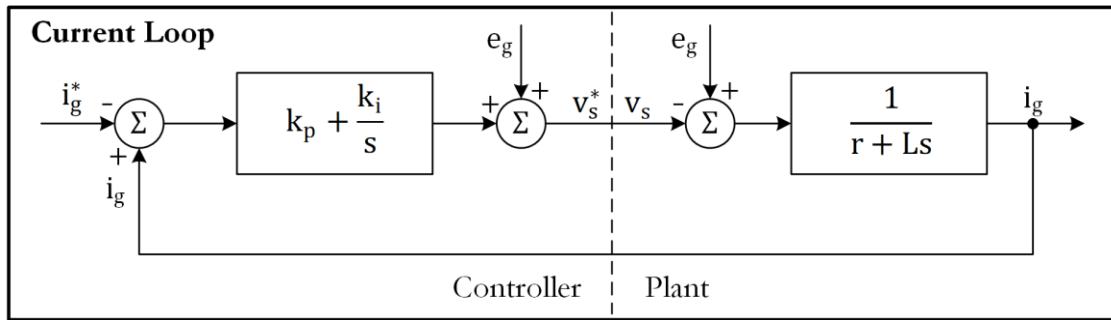 Current Loop
e_g
e_g
i_g^*
-
Σ
+
i_g
k_p + k_i/s
+
+
Σ
v_s^*
v_s
-
+
Σ
1/(r + Ls)
i_g
Controller
Plant